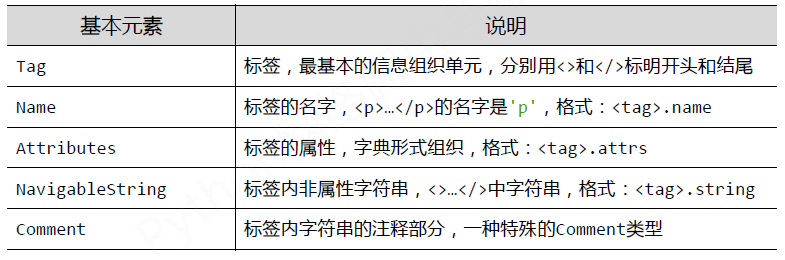 基本元素 说明
Tag 标签，最基本的信息组织单元，分别用<>和</>标明开头和结尾
Name 标签的名字，<p>…</p>的名字是'p'，格式：<tag>.name
Attributes 标签的属性，字典形式组织，格式：<tag>.attrs
NavigableString 标签内非属性字符串，<>…</>中字符串，格式：<tag>.string
Comment 标签内字符串的注释部分，一种特殊的Comment类型